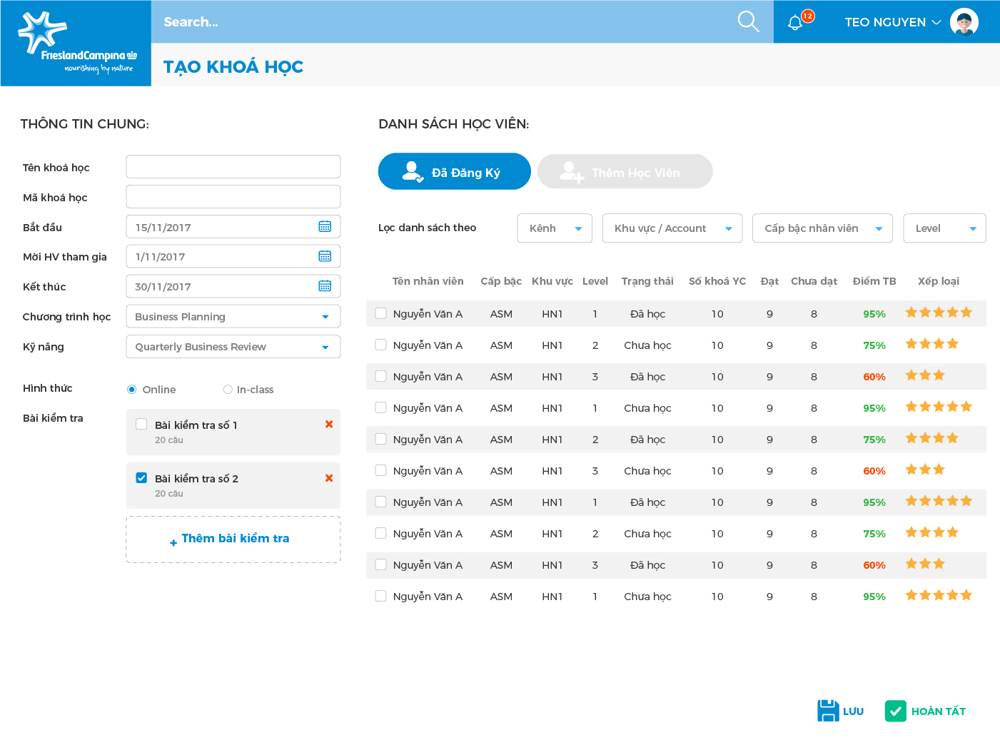 Search...
12
TEO NGUYEN
FrieslandCampina
nourishing by nature
TẠO KHOÁ HỌC
THÔNG TIN CHUNG:
Tên khoá học
Mã khoá học
Bắt đầu 15/11/2017
Mời HV tham gia 1/11/2017
Kết thúc 30/11/2017
Chương trình học Business Planning
Kỹ năng Quarterly Business Review
Hình thức Online In-class
Bài kiểm tra
Bài kiểm tra số 1
20 câu
Bài kiểm tra số 2
20 câu
+ Thêm bài kiểm tra
DANH SÁCH HỌC VIÊN:
Đã Đăng Ký Thêm Học Viên
Lọc danh sách theo Kênh Khu vực / Account Cấp bậc nhân viên Level
Tên nhân viên Cấp bậc Khu vực Level Trạng thái Số khoá YC Đạt Chưa đạt Điểm TB Xếp loại
Nguyễn Văn A ASM HN1 1 Đã học 10 9 8 95%
Nguyễn Văn A ASM HN1 2 Chưa học 10 9 8 75%
Nguyễn Văn A ASM HN1 3 Đã học 10 9 8 60%
Nguyễn Văn A ASM HN1 1 Chưa học 10 9 8 95%
Nguyễn Văn A ASM HN1 2 Đã học 10 9 8 75%
Nguyễn Văn A ASM HN1 3 Chưa học 10 9 8 60%
Nguyễn Văn A ASM HN1 1 Đã học 10 9 8 95%
Nguyễn Văn A ASM HN1 2 Chưa học 10 9 8 75%
Nguyễn Văn A ASM HN1 3 Đã học 10 9 8 60%
Nguyễn Văn A ASM HN1 1 Chưa học 10 9 8 95%
LƯU HOÀN TẤT